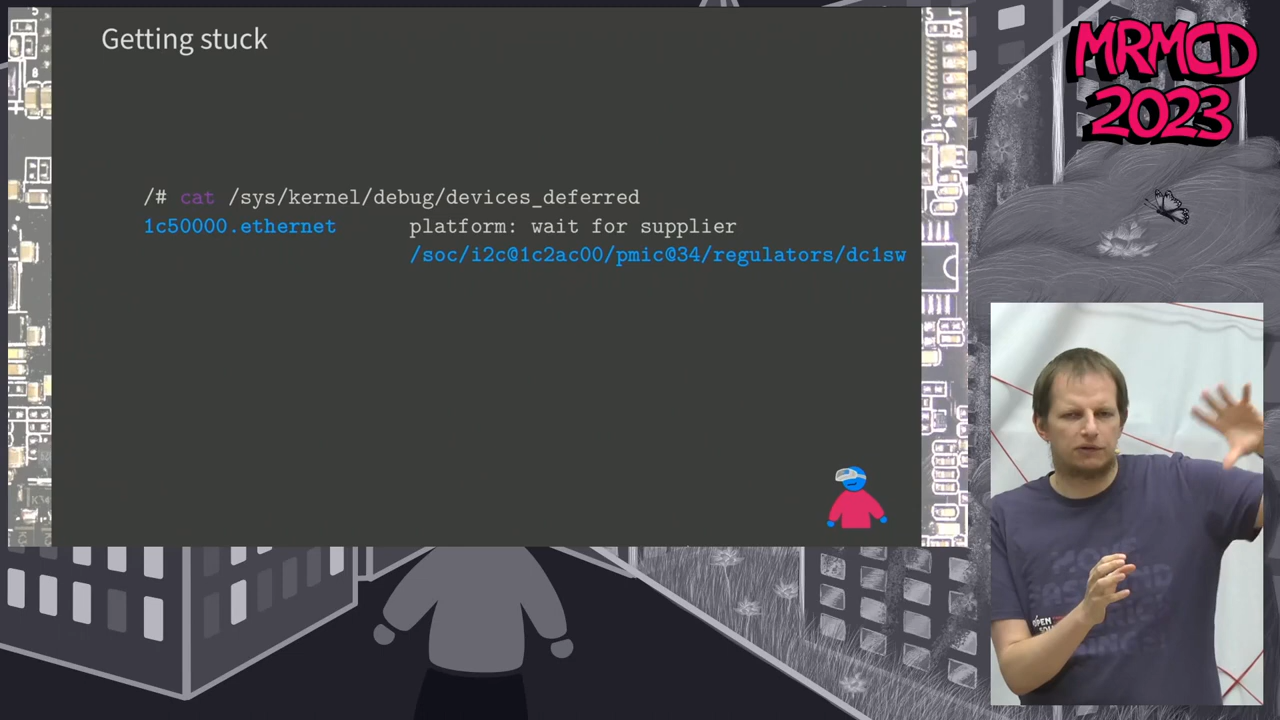 Getting stuck
/# cat /sys/kernel/debug/devices_deferred
1c50000.ethernet platform: wait for supplier
/soc/i2c@1c2ac00/pmic@34/regulators/dc1sw
MRMCD
2023